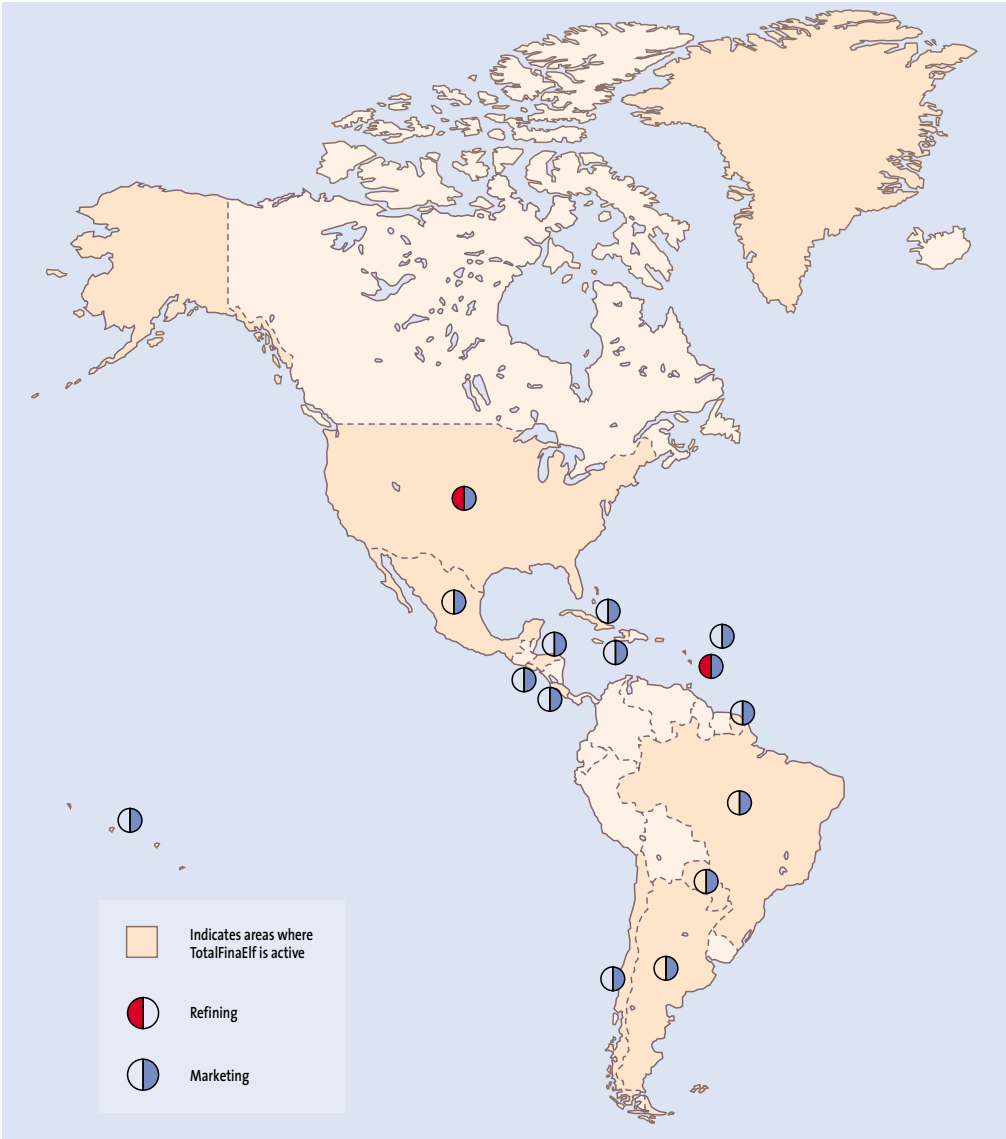 Indicates areas where
TotalFinaElf is active
Refining
Marketing